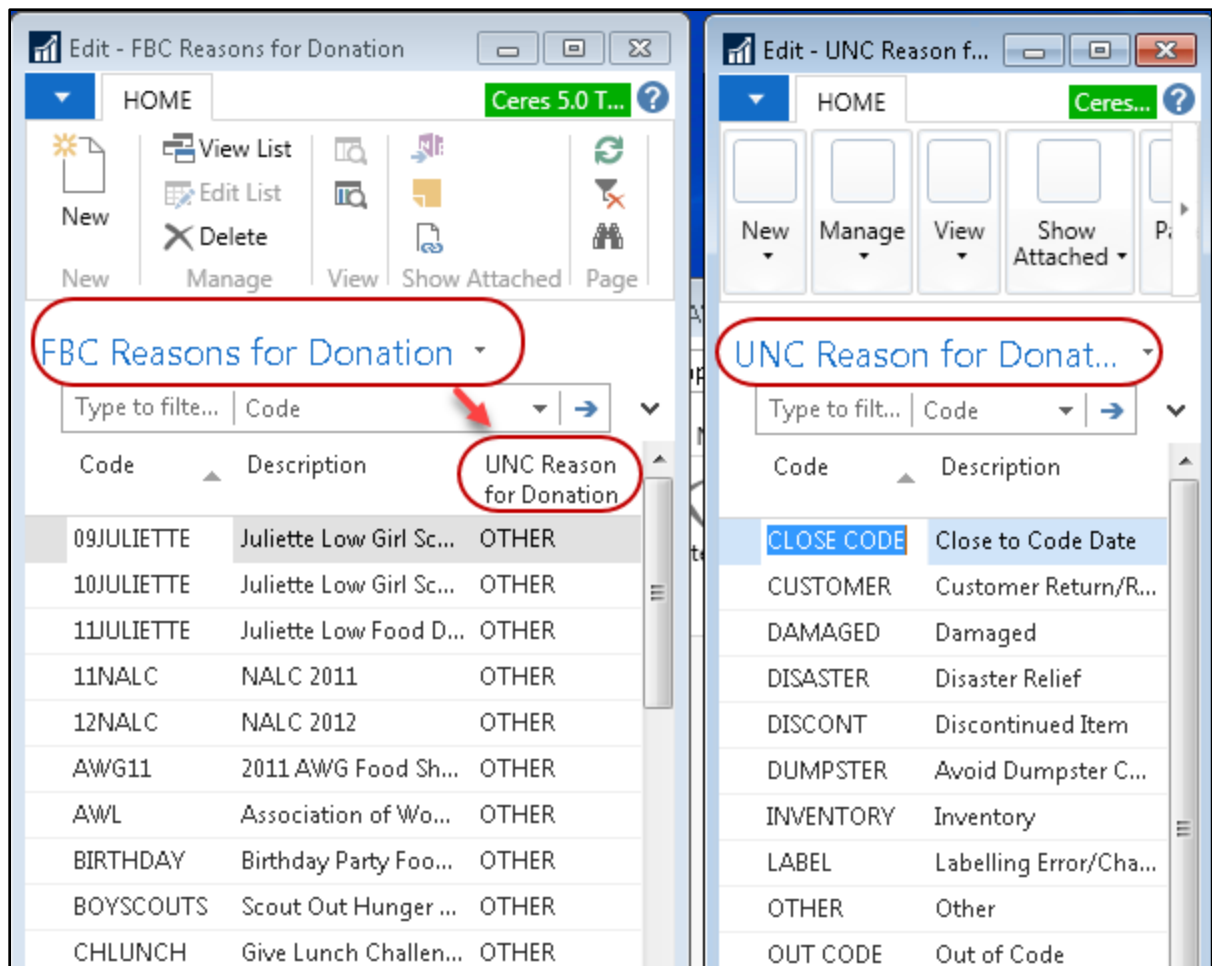 Edit - FBC Reasons for Donation
HOME
Ceres 5.0 T...
New
View List
Edit List
Delete
New Manage View Show Attached Page
FBC Reasons for Donation
Type to filte... Code
Code Description UNC Reason
for Donation
09JULIETTE Juliette Low Girl Sc... OTHER
10JULIETTE Juliette Low Girl Sc... OTHER
11JULIETTE Juliette Low Food D... OTHER
11NALC NALC 2011 OTHER
12NALC NALC 2012 OTHER
AWG11 2011 AWG Food Sh... OTHER
AWL Association of Wo... OTHER
BIRTHDAY Birthday Party Foo... OTHER
BOYSCOUTS Scout Out Hunger ... OTHER
CHLUNCH Give Lunch Challen... OTHER
Edit - UNC Reason f...
HOME
Ceres...
New Manage View Show
Attached
UNC Reason for Donat...
Type to filt... Code
Code Description
CLOSE CODE Close to Code Date
CUSTOMER Customer Return/R...
DAMAGED Damaged
DISASTER Disaster Relief
DISCONT Discontinued Item
DUMPSTER Avoid Dumpster C...
INVENTORY Inventory
LABEL Labelling Error/Cha...
OTHER Other
OUT CODE Out of Code